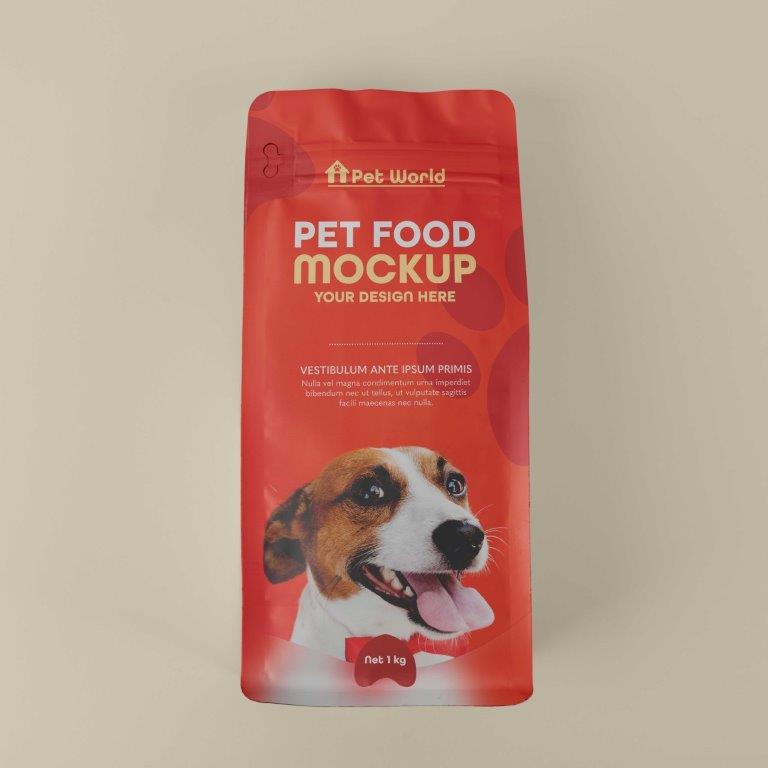 Pet World
PET FOOD
MOCKUP
YOUR DESIGN HERE
VESTIBULUM ANTE IPSUM PRIMIS
Nulla vel magna condimentum urna imperdiet
bibendum nec ut tellus, ut vulputate sagittis
facili maecenas nec nulla.
Net 1 kg